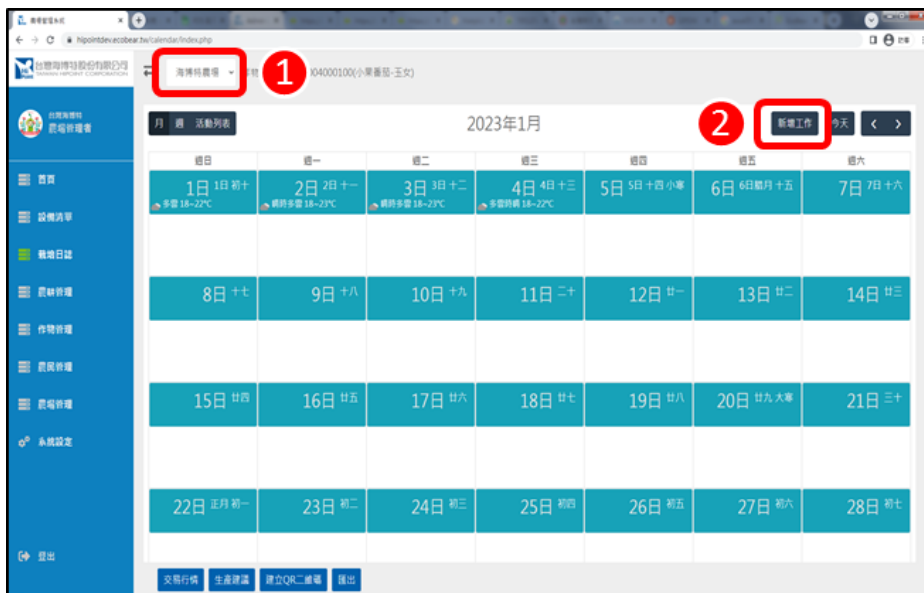 hipointdev.ecobear.tw/calendar/index.php
台灣海博特股份有限公司
TAIWAN HIPOINT CORPORATION
海博特農場
1
004000100(小果番茄-玉女)
台灣海博特
農場管理者
月 週 活動列表
2023年1月
2
新增工作
今天
週日 週一 週二 週三 週四 週五 週六
1日 1日 初十 2日 2日 十一 3日 3日 十二 4日 4日 十三 5日 5日 十四 小寒 6日 6日臘月 十五 7日 7日 十六
多雲 18~22°C 晴時多雲 18~23°C 晴時多雲 18~23°C 多雲時晴 18~22°C
8日 十七 9日 十八 10日 十九 11日 二十 12日 廿一 13日 廿二 14日 廿三
15日 廿四 16日 廿五 17日 廿六 18日 廿七 19日 廿八 20日 廿九 大寒 21日 三十
22日 正月 初一 23日 初二 24日 初三 25日 初四 26日 初五 27日 初六 28日 初七
首頁
設備清單
栽培日誌
農耕管理
作物管理
農民管理
農場管理
系統設定
登出
交易行情 生產建議 建立QR二維碼 匯出